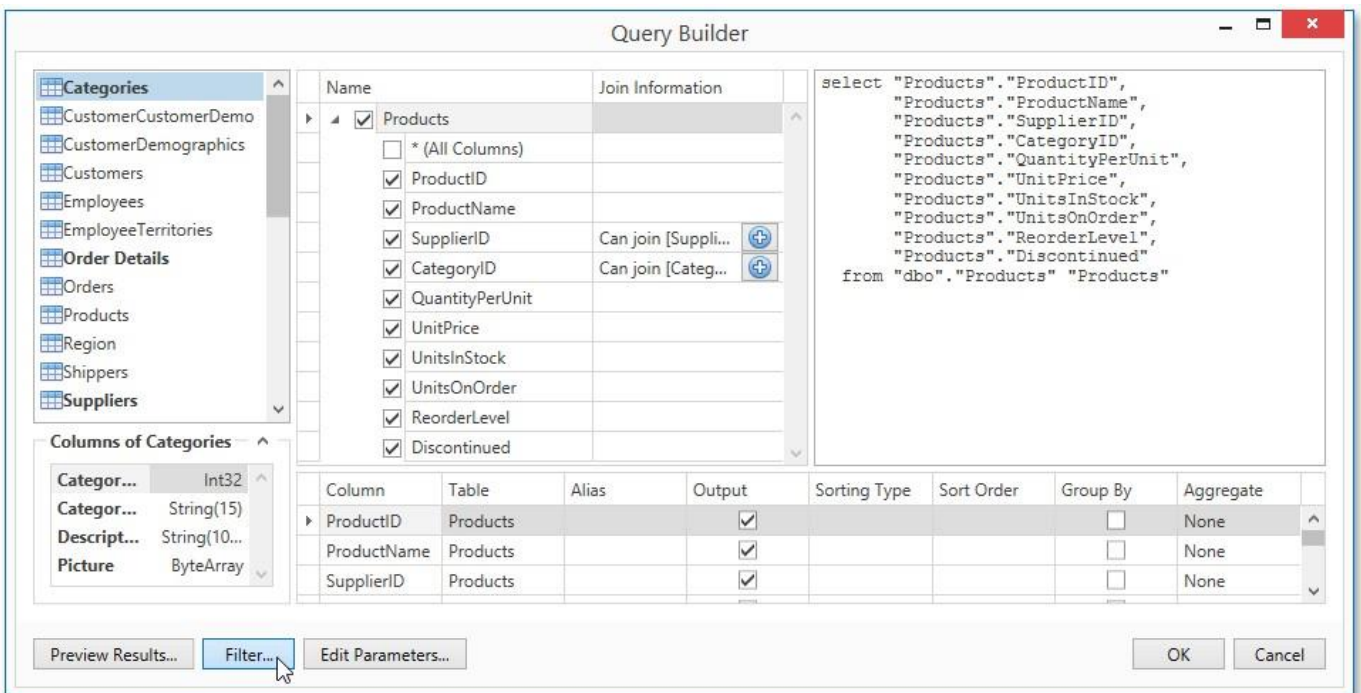 Query Builder
Categories
CustomerCustomerDemo
CustomerDemographics
Customers
Employees
EmployeeTerritories
Order Details
Orders
Products
Region
Shippers
Suppliers
Columns of Categories
Categor... Int32
Categor... String(15)
Descript... String(10...
Picture ByteArray
Name Join Information
Products
* (All Columns)
ProductID
ProductName
SupplierID Can join [Suppli...
CategoryID Can join [Categ...
QuantityPerUnit
UnitPrice
UnitsInStock
UnitsOnOrder
ReorderLevel
Discontinued
select "Products"."ProductID",
"Products"."ProductName",
"Products"."SupplierID",
"Products"."CategoryID",
"Products"."QuantityPerUnit",
"Products"."UnitPrice",
"Products"."UnitsInStock",
"Products"."UnitsOnOrder",
"Products"."ReorderLevel",
"Products"."Discontinued"
from "dbo"."Products" "Products"
Column Table Alias Output Sorting Type Sort Order Group By Aggregate
ProductID Products None
ProductName Products None
SupplierID Products None
Preview Results... Filter... Edit Parameters... OK Cancel